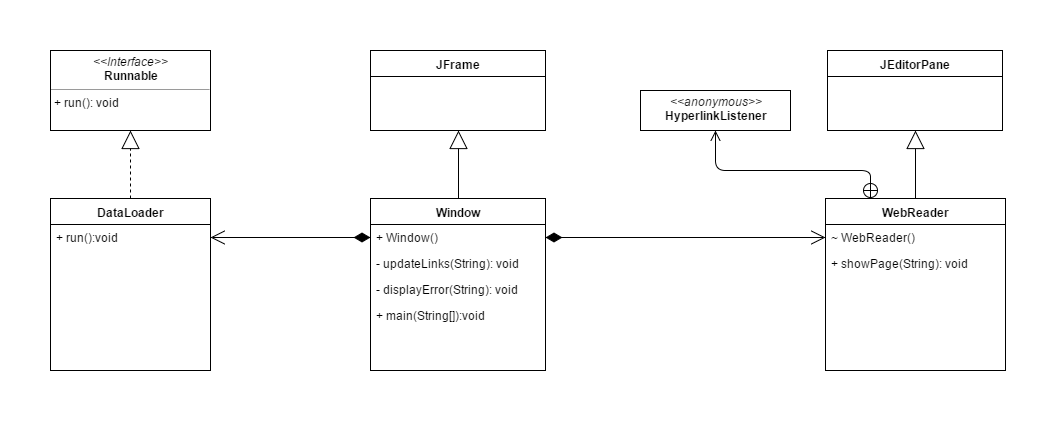 <<Interface>>
Runnable
+ run(): void
JFrame
<<anonymous>>
HyperlinkListener
JEditorPane
DataLoader
+ run():void
Window
+ Window()
- updateLinks(String): void
- displayError(String): void
+ main(String[]):void
WebReader
~ WebReader()
+ showPage(String): void